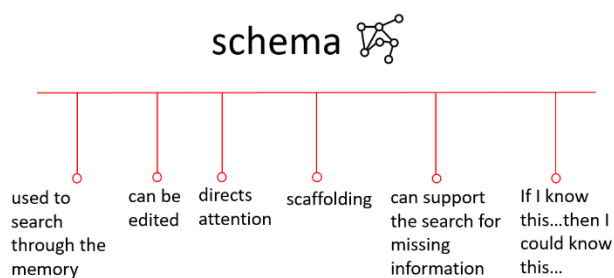 schema
used to
search
through the
memory
can be
edited
directs
attention
scaffolding
can support
the search for
missing
information
If I know
this...then I
could know
this...